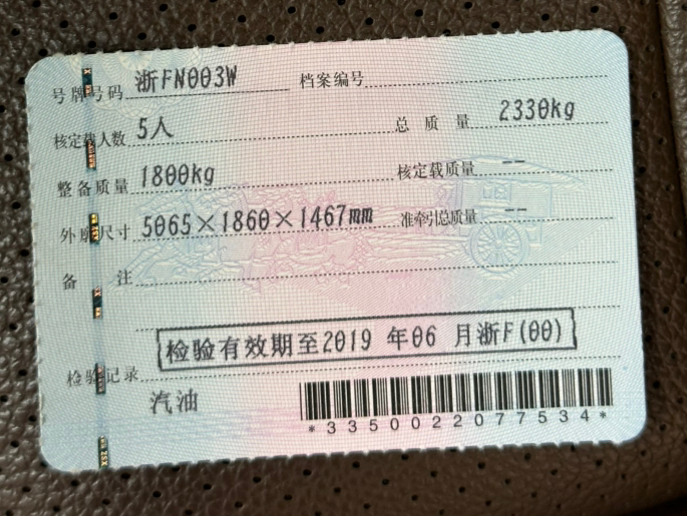 号牌号码 浙FN003W 档案编号
核定载人数 5人 总质量 2330kg
整备质量 1800kg 核定载质量 --
外廓尺寸 5065×1860×1467mm 准牵引总质量 --
备注
检验有效期至2019 年06 月浙F(00)
检验记录
汽油
*3350022077534*